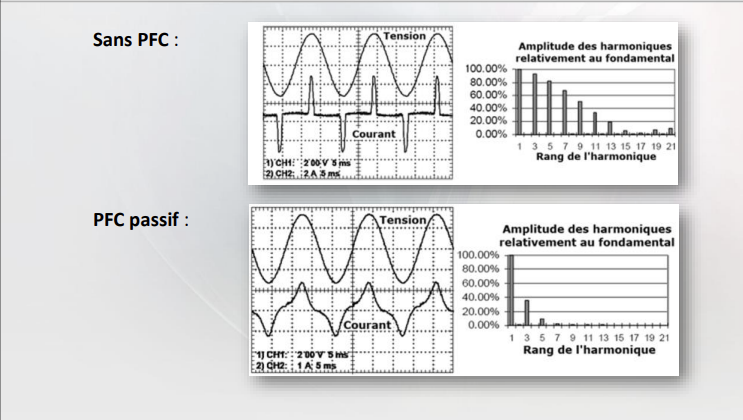 Sans PFC :
Tension
Courant
1) CH1: 2 00 V 5 ms
2) CH2: 2 A 5 ms
Amplitude des harmoniques
relativement au fondamental
100.00%
80.00%
60.00%
40.00%
20.00%
0.00%
1 3 5 7 9 11 13 15 17 19 21
Rang de l'harmonique
PFC passif :
Tension
Courant
1) CH1: 2 00 V 5 ms
2) CH2: 1 A 5 ms
Amplitude des harmoniques
relativement au fondamental
100.00%
80.00%
60.00%
40.00%
20.00%
0.00%
1 3 5 7 9 11 13 15 17 19 21
Rang de l'harmonique